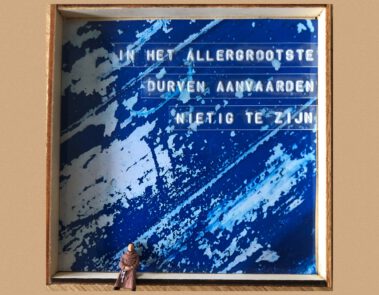 IN HET ALLERGROOTSTE
DURVEN AANVAARDEN
NIETIG TE ZIJN